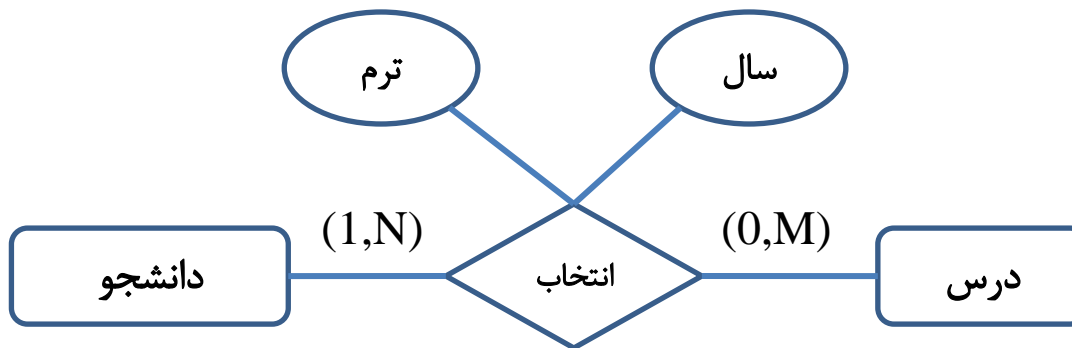 سال
ترم
(0,M)
(1,N)
درس
انتخاب
دانشجو